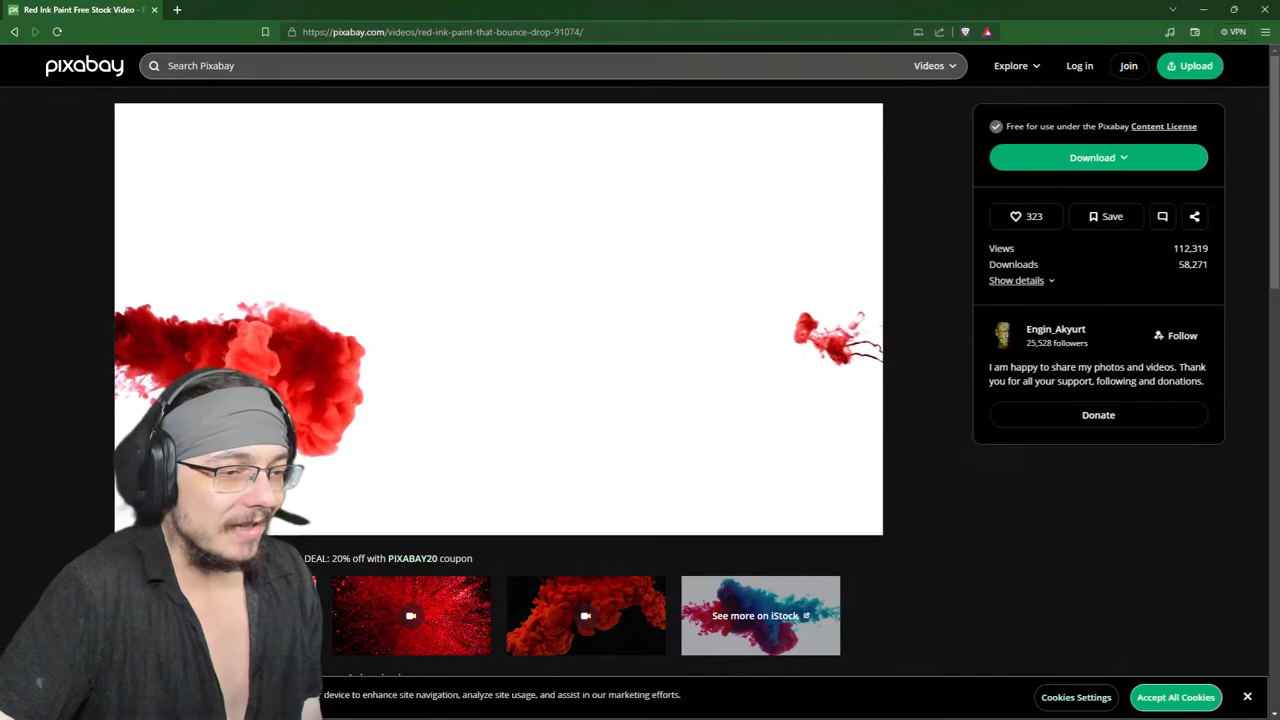 Red Ink Paint Free Stock Video - P
https://pixabay.com/videos/red-ink-paint-that-bounce-drop-91074/
VPN
pixabay
Search Pixabay
Videos
Explore
Log in
Join
Upload
Free for use under the Pixabay Content License
Download
323
Save
Views
112,319
Downloads
58,271
Show details
Engin_Akyurt
25,528 followers
Follow
I am happy to share my photos and videos. Thank
you for all your support, following and donations.
Donate
DEAL: 20% off with PIXABAY20 coupon
See more on iStock
device to enhance site navigation, analyze site usage, and assist in our marketing efforts.
Cookies Settings
Accept All Cookies